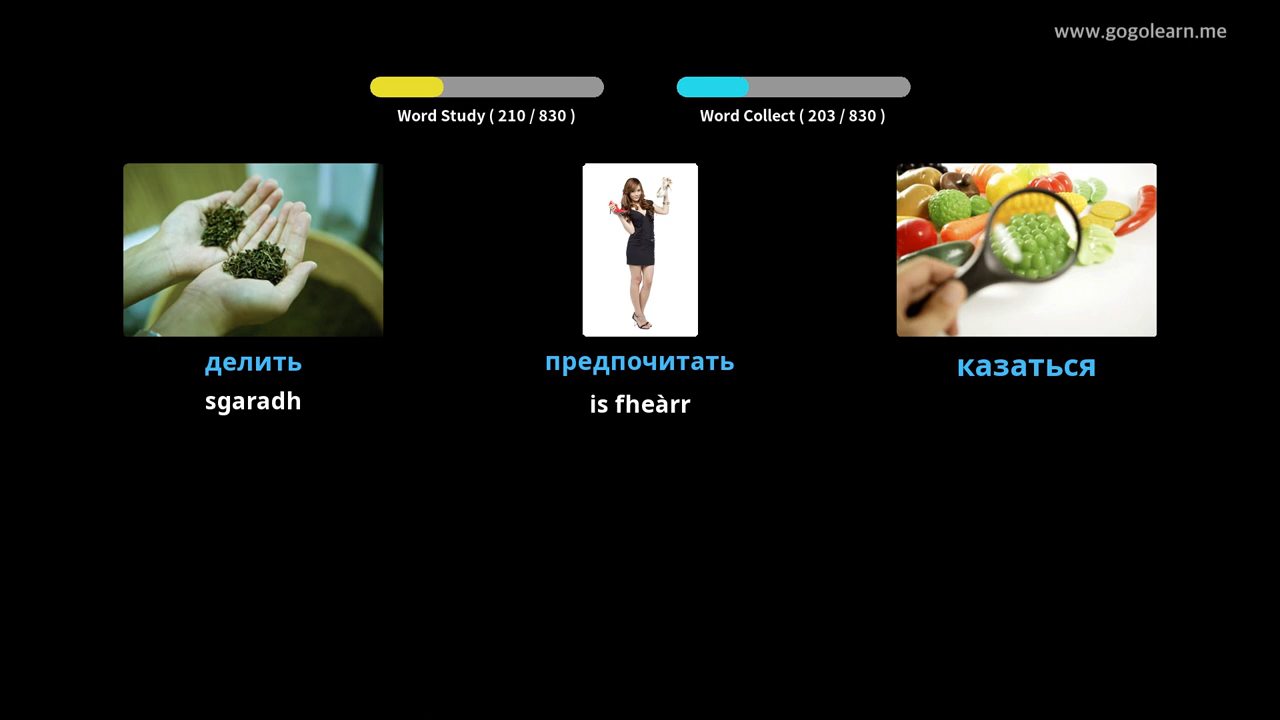 www.gogolearn.me
Word Study ( 210 / 830 )
Word Collect ( 203 / 830 )
делить
sgaradh
предпочитать
is fheàrr
казаться